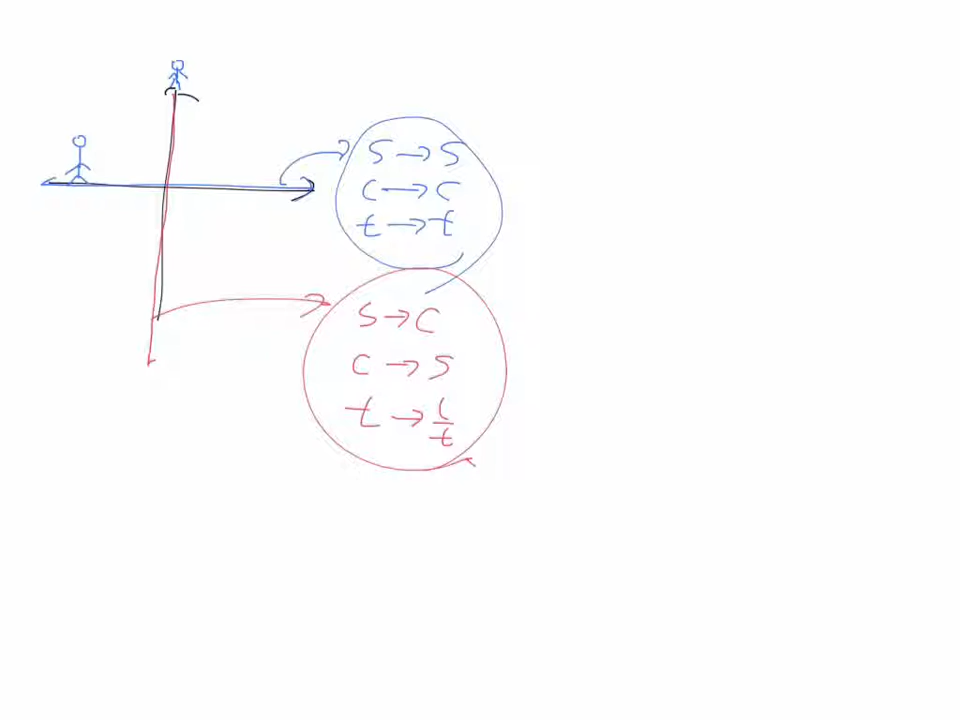 S → S
C → C
t → t
S → C
C → S
t → 1/t